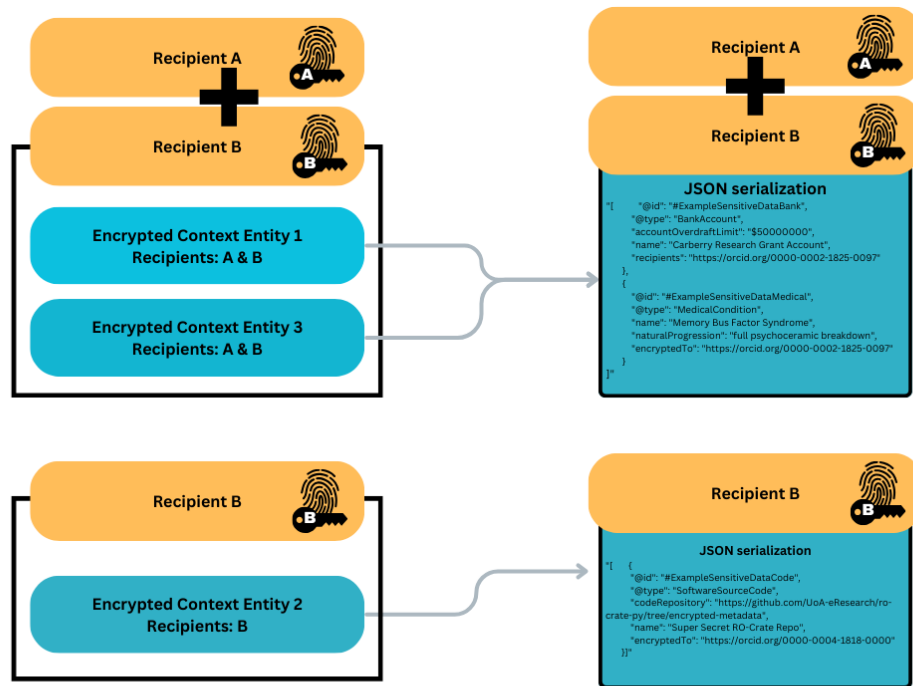 Recipient A
A
Recipient B
B
Encrypted Context Entity 1
Recipients: A & B
Encrypted Context Entity 3
Recipients: A & B
Recipient A
A
Recipient B
B
JSON serialization
"[ "@id": "#ExampleSensitiveDataBank",
"@type": "BankAccount",
"accountOverdraftLimit": "$50000000",
"name": "Carberry Research Grant Account",
"recipients": "https://orcid.org/0000-0002-1825-0097"
},
{
"@id": "#ExampleSensitiveDataMedical",
"@type": "MedicalCondition",
"name": "Memory Bus Factor Syndrome",
"naturalProgression": "full psychoceramic breakdown",
"encryptedTo": "https://orcid.org/0000-0002-1825-0097"
}
]"
Recipient B
B
Encrypted Context Entity 2
Recipients: B
Recipient B
B
JSON serialization
"[ {
"@id": "#ExampleSensitiveDataCode",
"@type": "SoftwareSourceCode",
"codeRepository": "https://github.com/UoA-eResearch/ro-
crate-py/tree/encrypted-metadata",
"name": "Super Secret RO-Crate Repo",
"encryptedTo": "https://orcid.org/0000-0004-1818-0000"
}]"